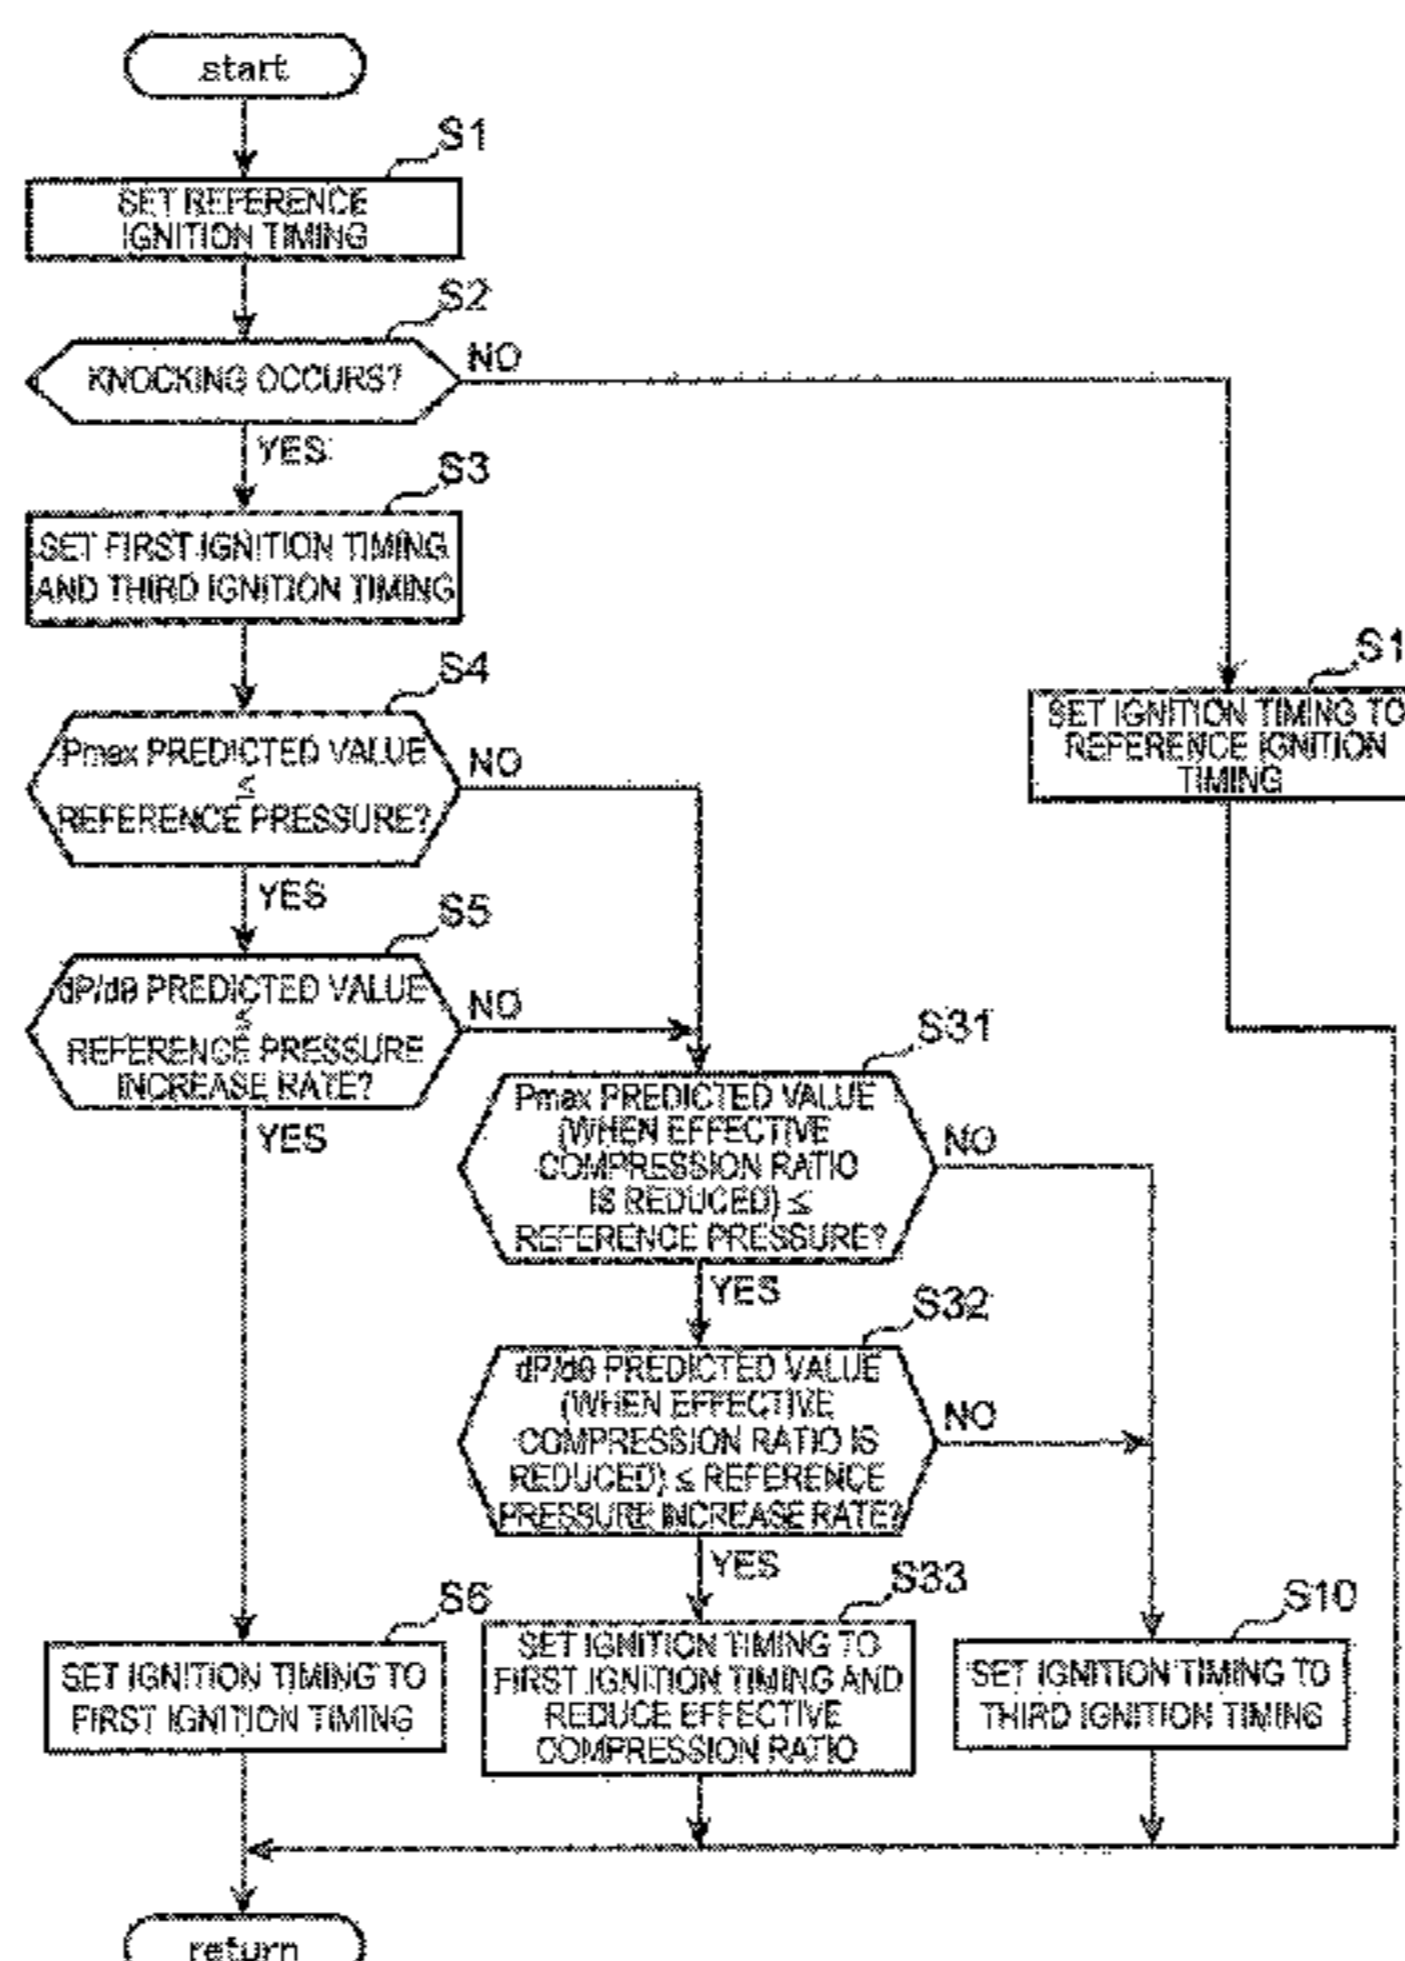 start
S1
SET REFERENCE
IGNITION TIMING
S2
KNOCKING OCCURS?
NO
YES
S3
SET FIRST IGNITION TIMING
AND THIRD IGNITION TIMING
S4
Pmax PREDICTED VALUE
≤
REFERENCE PRESSURE?
NO
YES
S1
SET IGNITION TIMING TO
REFERENCE IGNITION
TIMING
S5
dP/dθ PREDICTED VALUE
≤
REFERENCE PRESSURE
INCREASE RATE?
NO
YES
S31
Pmax PREDICTED VALUE
(WHEN EFFECTIVE
COMPRESSION RATIO
IS REDUCED) ≤
REFERENCE PRESSURE?
NO
YES
S32
dP/dθ PREDICTED VALUE
(WHEN EFFECTIVE
COMPRESSION RATIO IS
REDUCED) ≤ REFERENCE
PRESSURE INCREASE RATE?
NO
YES
S6
SET IGNITION TIMING TO
FIRST IGNITION TIMING
S33
SET IGNITION TIMING TO
FIRST IGNITION TIMING AND
REDUCE EFFECTIVE
COMPRESSION RATIO
S10
SET IGNITION TIMING TO
THIRD IGNITION TIMING
return